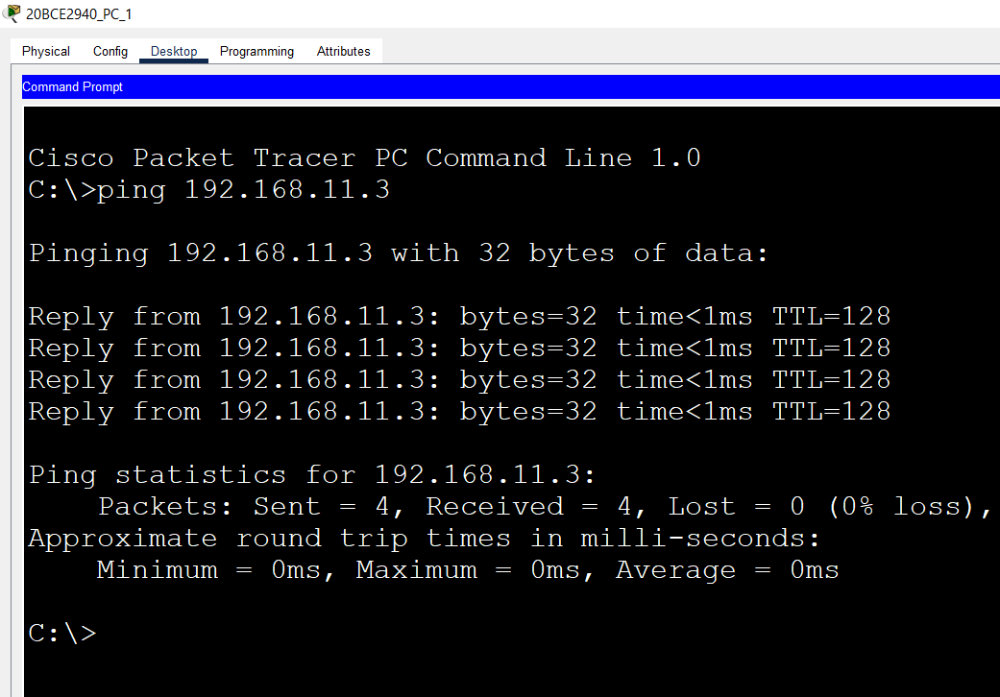 20BCE2940_PC_1
Physical Config Desktop Programming Attributes
Command Prompt
Cisco Packet Tracer PC Command Line 1.0
C:\>ping 192.168.11.3
Pinging 192.168.11.3 with 32 bytes of data:
Reply from 192.168.11.3: bytes=32 time<1ms TTL=128
Reply from 192.168.11.3: bytes=32 time<1ms TTL=128
Reply from 192.168.11.3: bytes=32 time<1ms TTL=128
Reply from 192.168.11.3: bytes=32 time<1ms TTL=128
Ping statistics for 192.168.11.3:
Packets: Sent = 4, Received = 4, Lost = 0 (0% loss),
Approximate round trip times in milli-seconds:
Minimum = 0ms, Maximum = 0ms, Average = 0ms
C:\>